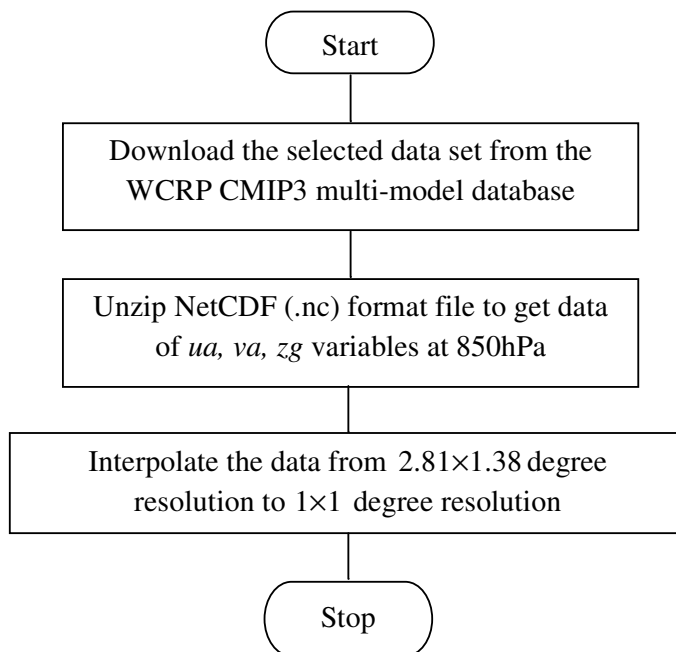 Start
Download the selected data set from the
WCRP CMIP3 multi-model database
Unzip NetCDF (.nc) format file to get data
of ua, va, zg variables at 850hPa
Interpolate the data from 2.81×1.38 degree
resolution to 1×1 degree resolution
Stop